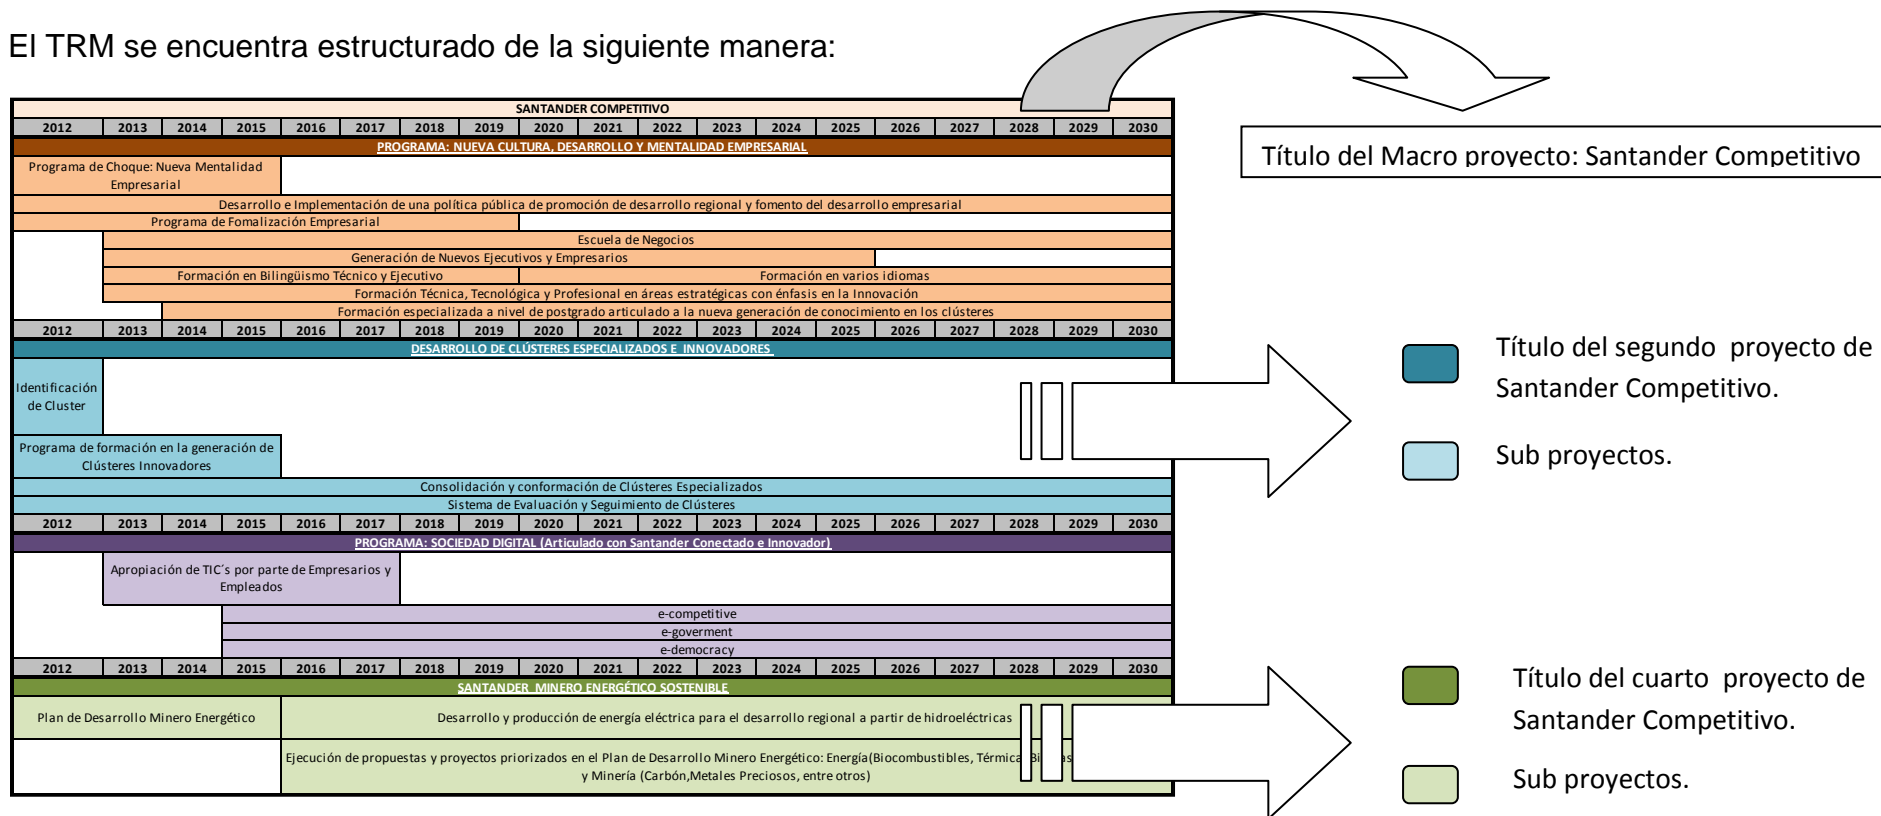 El TRM se encuentra estructurado de la siguiente manera:
SANTANDER COMPETITIVO
2012 2013 2014 2015 2016 2017 2018 2019 2020 2021 2022 2023 2024 2025 2026 2027 2028 2029 2030
PROGRAMA: NUEVA CULTURA, DESARROLLO Y MENTALIDAD EMPRESARIAL
Programa de Choque: Nueva Mentalidad
Empresarial
Desarrollo e Implementación de una política pública de promoción de desarrollo regional y fomento del desarrollo empresarial
Programa de Fomalización Empresarial
Escuela de Negocios
Generación de Nuevos Ejecutivos y Empresarios
Formación en Bilingüismo Técnico y Ejecutivo Formación en varios idiomas
Formación Técnica, Tecnológica y Profesional en áreas estratégicas con énfasis en la Innovación
Formación especializada a nivel de postgrado articulado a la nueva generación de conocimiento en los clústeres
2012 2013 2014 2015 2016 2017 2018 2019 2020 2021 2022 2023 2024 2025 2026 2027 2028 2029 2030
DESARROLLO DE CLÚSTERES ESPECIALIZADOS E INNOVADORES
Identificación
de Cluster
Programa de formación en la generación de
Clústeres Innovadores
Consolidación y conformación de Clústeres Especializados
Sistema de Evaluación y Seguimiento de Clústeres
2012 2013 2014 2015 2016 2017 2018 2019 2020 2021 2022 2023 2024 2025 2026 2027 2028 2029 2030
PROGRAMA: SOCIEDAD DIGITAL (Articulado con Santander Conectado e Innovador)
Apropiación de TIC´s por parte de Empresarios y
Empleados
e-competitive
e-goverment
e-democracy
2012 2013 2014 2015 2016 2017 2018 2019 2020 2021 2022 2023 2024 2025 2026 2027 2028 2029 2030
SANTANDER MINERO ENERGÉTICO SOSTENIBLE
Plan de Desarrollo Minero Energético Desarrollo y producción de energía eléctrica para el desarrollo regional a partir de hidroeléctricas
Ejecución de propuestas y proyectos priorizados en el Plan de Desarrollo Minero Energético: Energía(Biocombustibles, Térmica
y Minería (Carbón,Metales Preciosos, entre otros)
Título del Macro proyecto: Santander Competitivo
Título del segundo proyecto de
Santander Competitivo.
Sub proyectos.
Título del cuarto proyecto de
Santander Competitivo.
Sub proyectos.